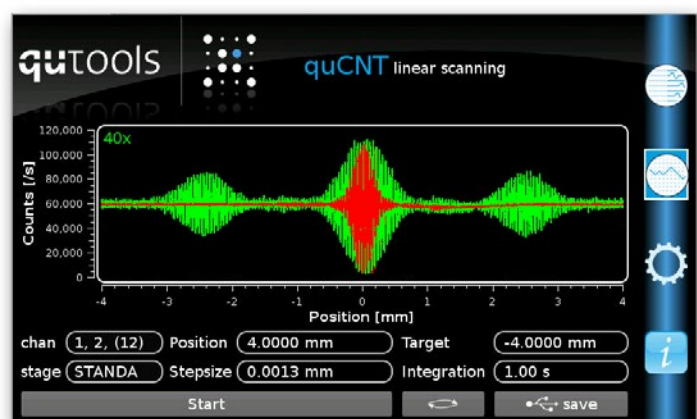 qutools
quCNT linear scanning
120,000
100,000
80,000
60,000
40,000
20,000
0
Counts [/s]
40x
-4 -3 -2 -1 0 1 2 3 4
Position [mm]
chan 1, 2, (12) Position 4.0000 mm Target -4.0000 mm
stage STANDA Stepsize 0.0013 mm Integration 1.00 s
Start save
i